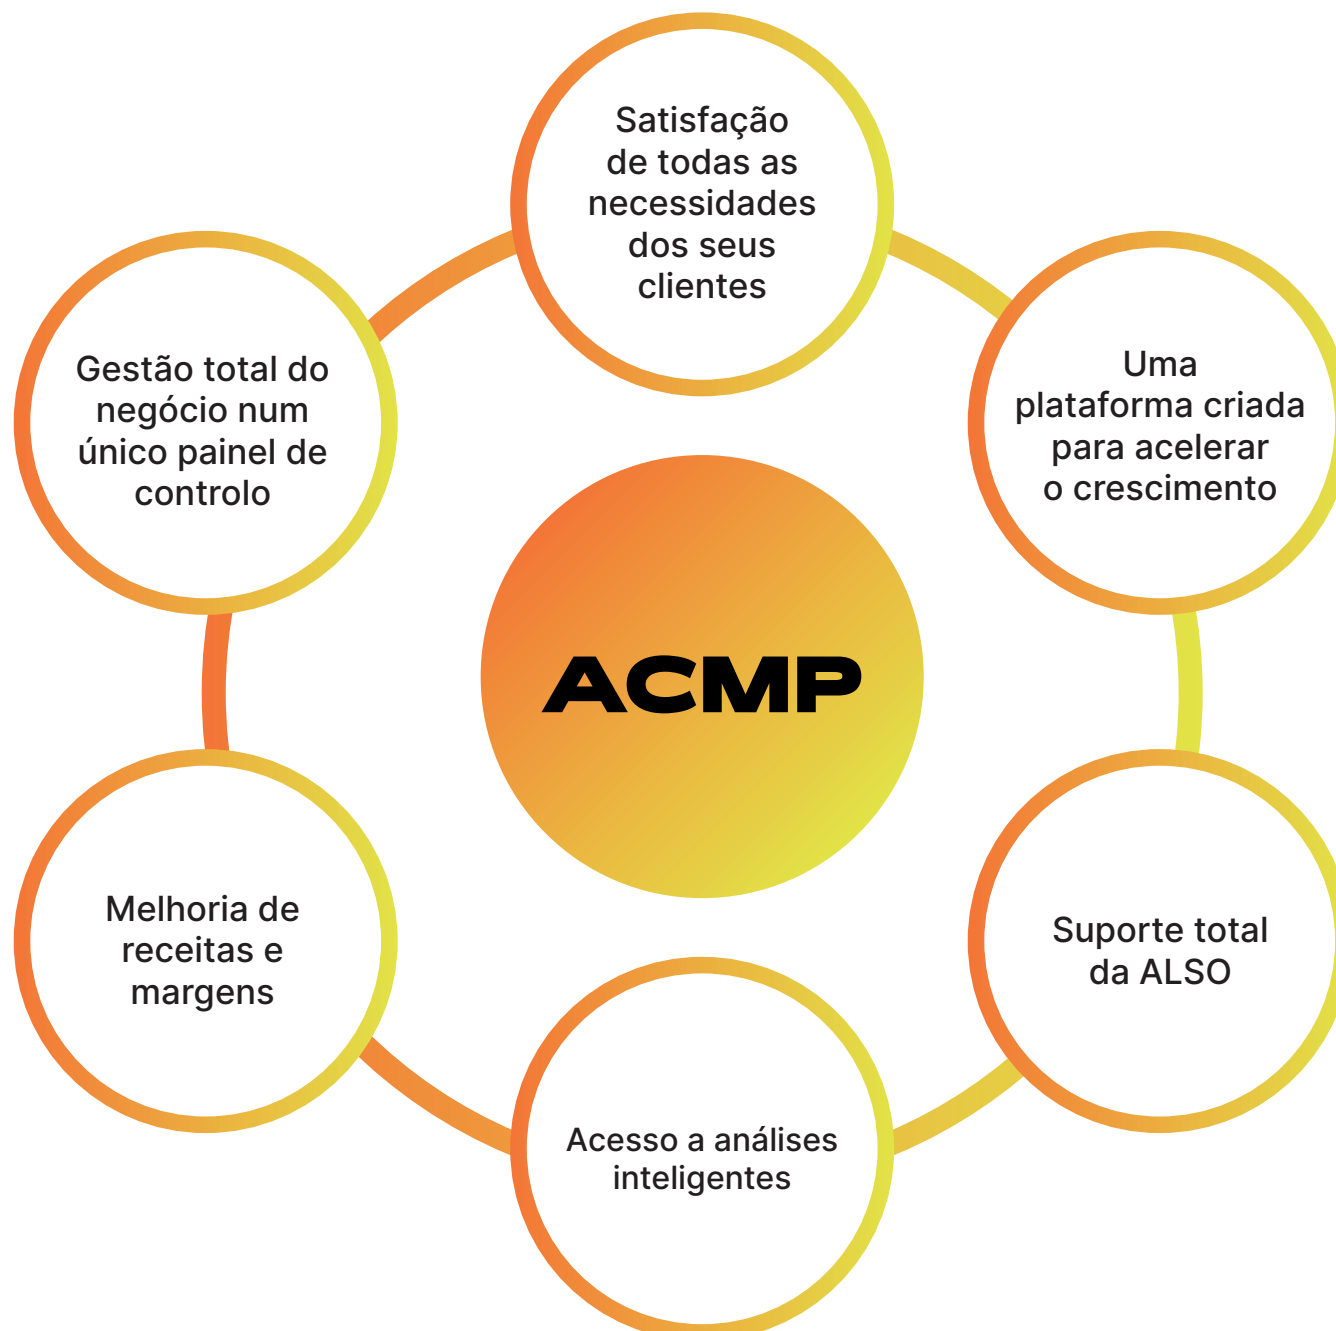 Satisfação
de todas as
necessidades
dos seus
clientes
Uma
plataforma criada
para acelerar
o crescimento
Suporte total
da ALSO
Acesso a análises
inteligentes
Melhoria de
receitas e
margens
Gestão total do
negócio num
único painel de
controlo
ACMP